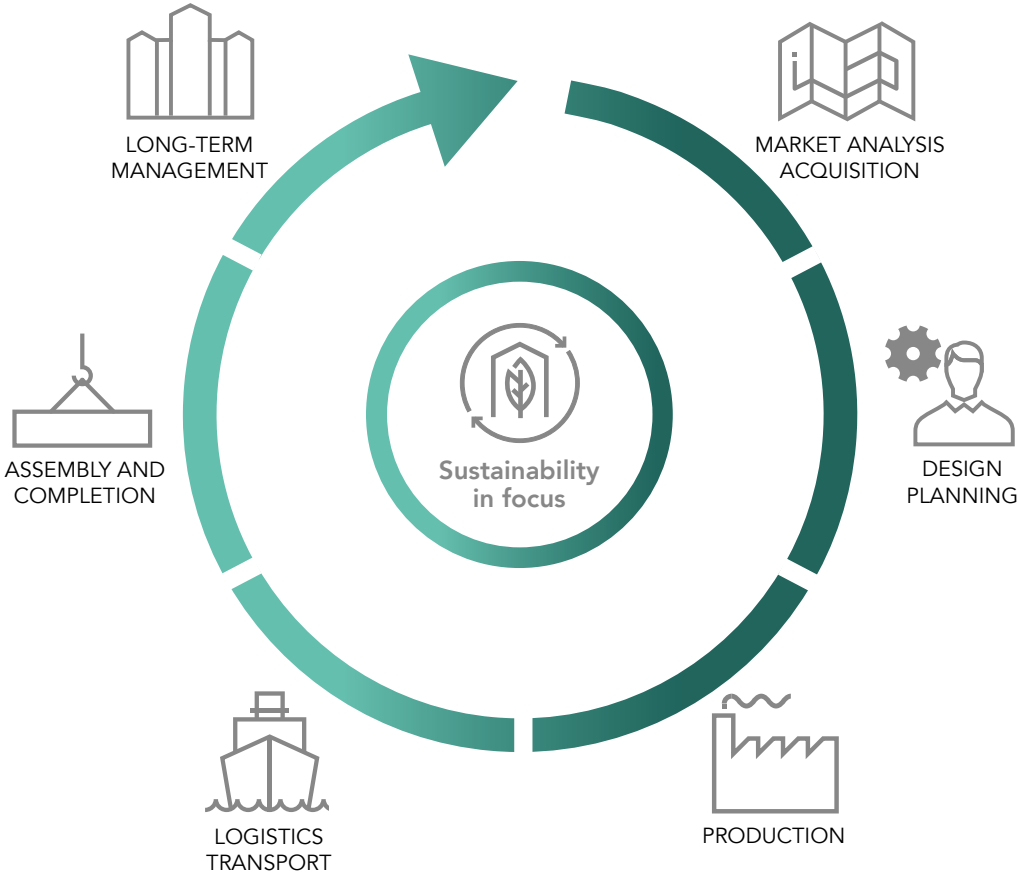 LONG-TERM
MANAGEMENT
MARKET ANALYSIS
ACQUISITION
ASSEMBLY AND
COMPLETION
Sustainability
in focus
DESIGN
PLANNING
LOGISTICS
TRANSPORT
PRODUCTION